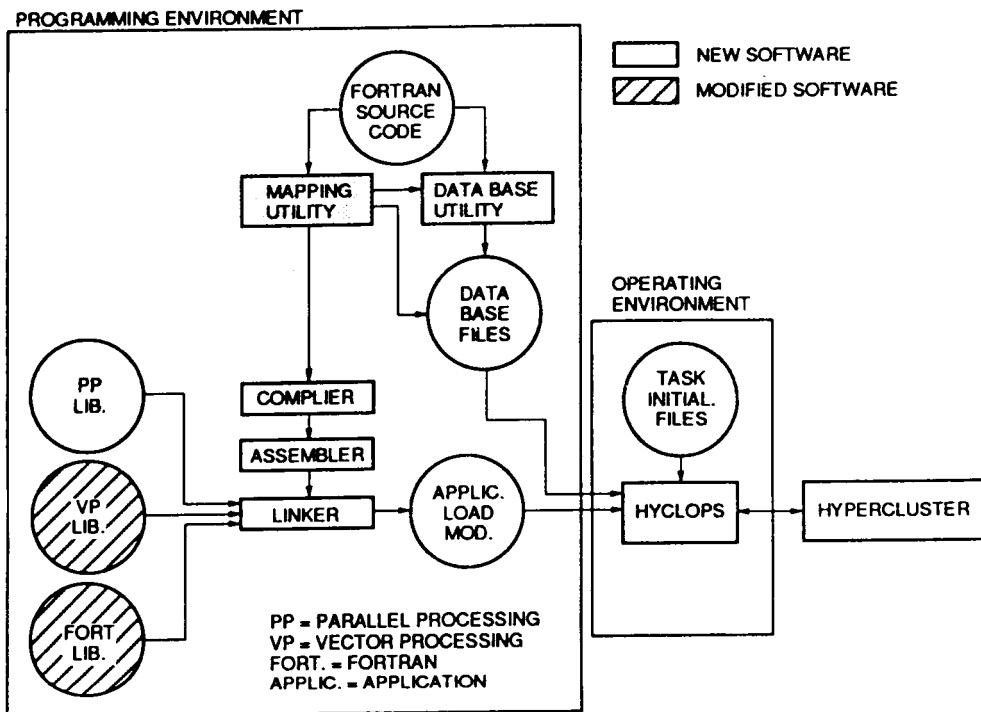 PROGRAMMING ENVIRONMENT
NEW SOFTWARE
MODIFIED SOFTWARE
FORTRAN
SOURCE
CODE
MAPPING
UTILITY
DATA BASE
UTILITY
DATA
BASE
FILES
OPERATING
ENVIRONMENT
TASK
INITIAL.
FILES
PP
LIB.
COMPLIER
ASSEMBLER
VP
LIB.
LINKER
APPLIC.
LOAD
MOD.
HYCLOPS
HYPERCLUSTER
FORT
LIB.
PP = PARALLEL PROCESSING
VP = VECTOR PROCESSING
FORT. = FORTRAN
APPLIC. = APPLICATION